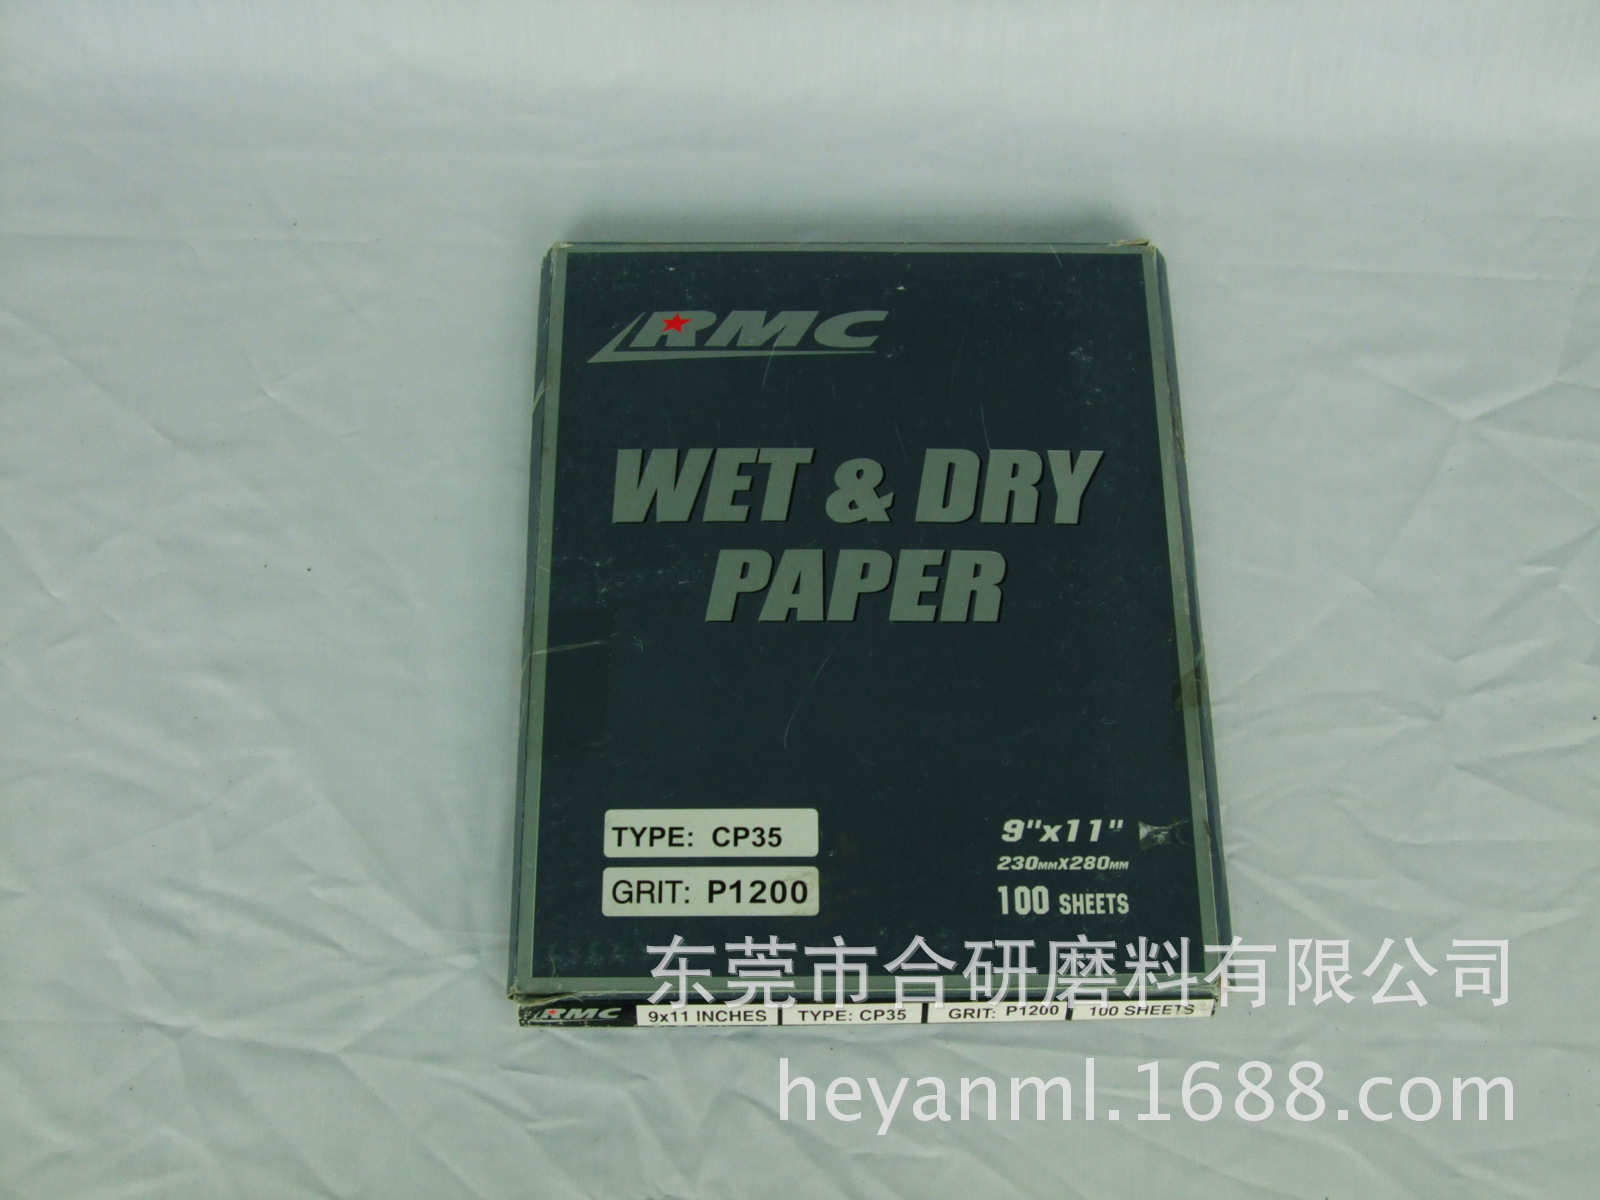 RMC
WET & DRY
PAPER
TYPE: CP35
GRIT: P1200
9"x11"
230MMX280MM
100 SHEETS
东莞市合研磨料有限公司
RMC 9x11 INCHES TYPE: CP35 GRIT: P1200 100 SHEETS
heyanml.1688.com